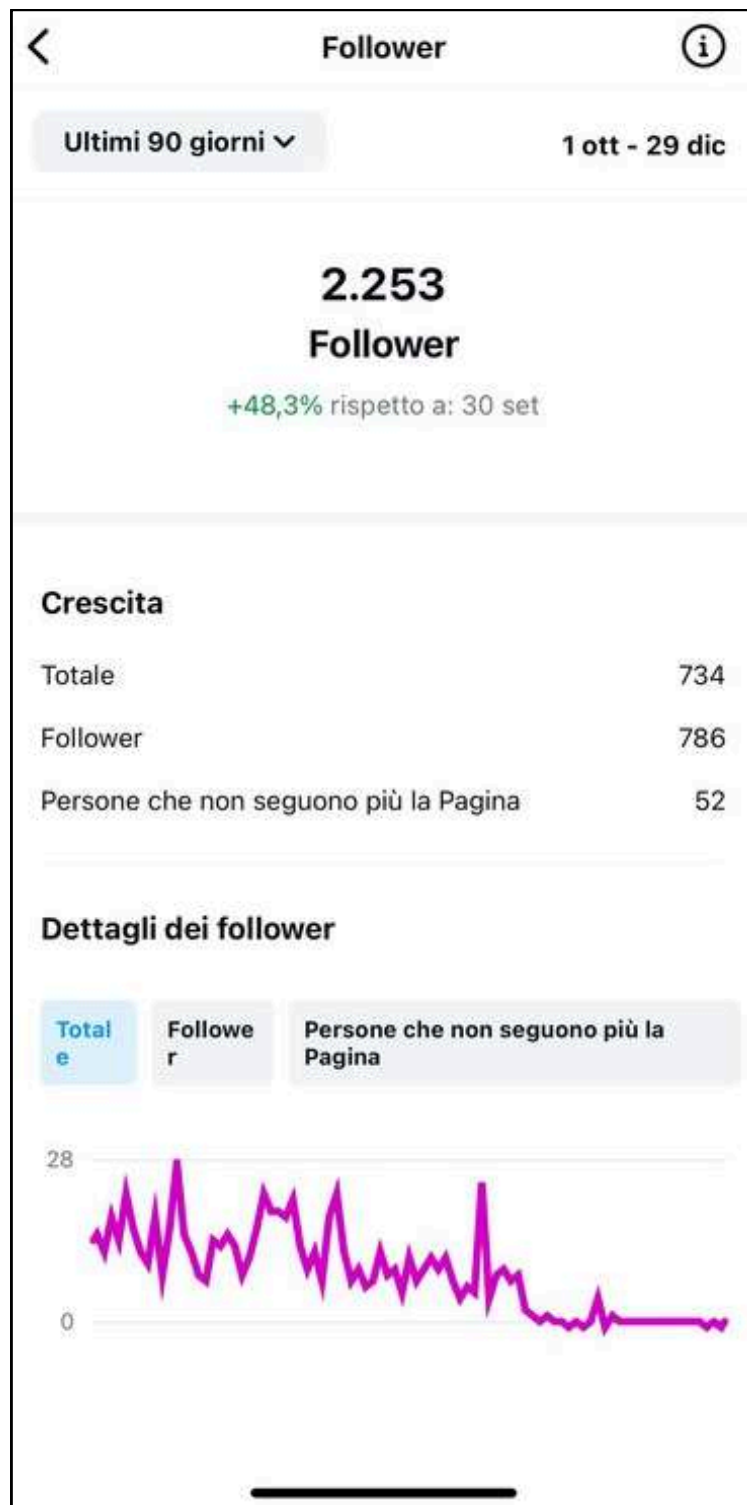 Follower
Ultimi 90 giorni
1 ott - 29 dic
2.253
Follower
+48,3% rispetto a: 30 set
Crescita
Totale 734
Follower 786
Persone che non seguono più la Pagina 52
Dettagli dei follower
Total
e
Followe
r
Persone che non seguono più la
Pagina
28
0